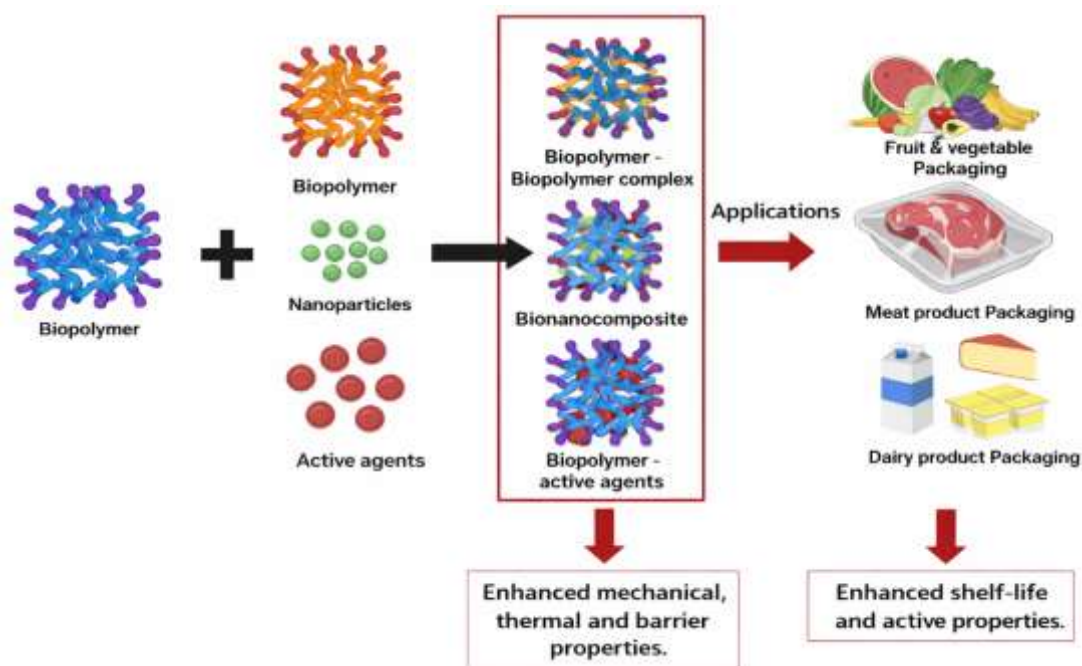 Biopolymer
Biopolymer
Nanoparticles
Active agents
Biopolymer -
Biopolymer complex
Bionanocomposite
Biopolymer -
active agents
Applications
Fruit & vegetable
Packaging
Meat product Packaging
Dairy product Packaging
Enhanced mechanical,
thermal and barrier
properties.
Enhanced shelf-life
and active properties.